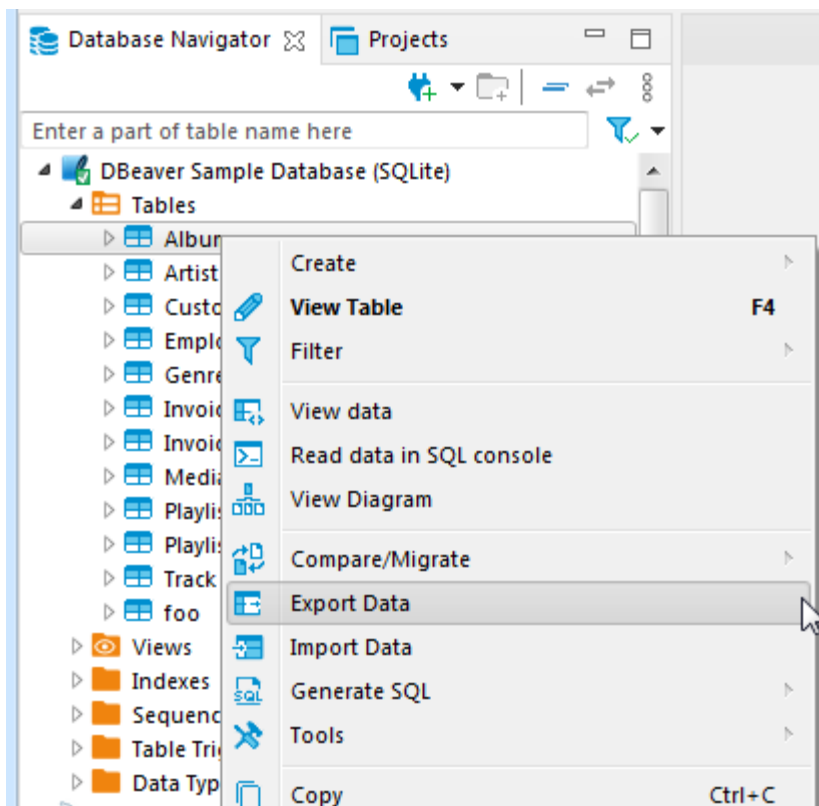 Database Navigator Projects
Enter a part of table name here
DBeaver Sample Database (SQLite)
Tables
Album
Artist
Create
Custo
View Table F4
Emplo
Filter
Genre
Invoic
View data
Invoic
Read data in SQL console
Media
View Diagram
Playlis
Playlis
Compare/Migrate
Track
Export Data
foo
Views
Import Data
Indexes
Generate SQL
Sequenc
Tools
Table Trig
Data Typ
Copy Ctrl+C